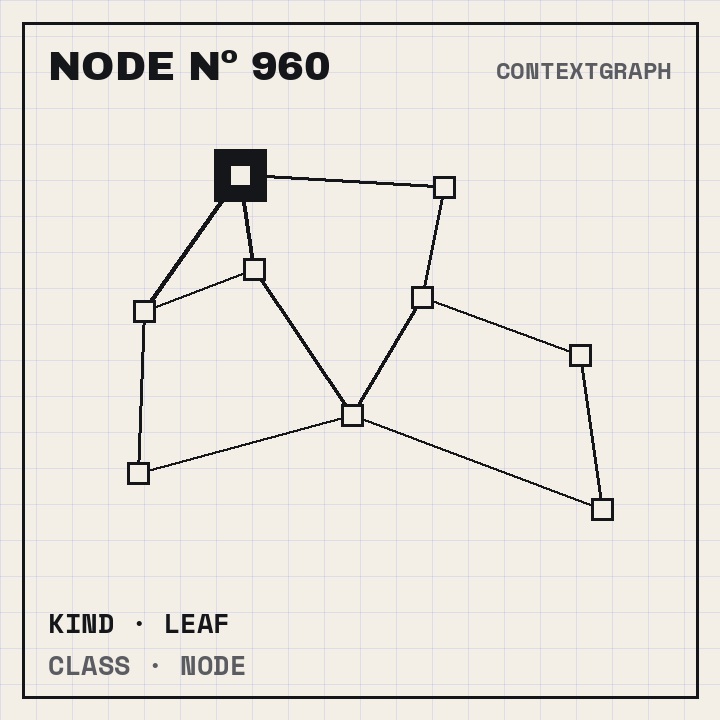 NODE Nº 960
CONTEXTGRAPH
KIND · LEAF
CLASS · NODE